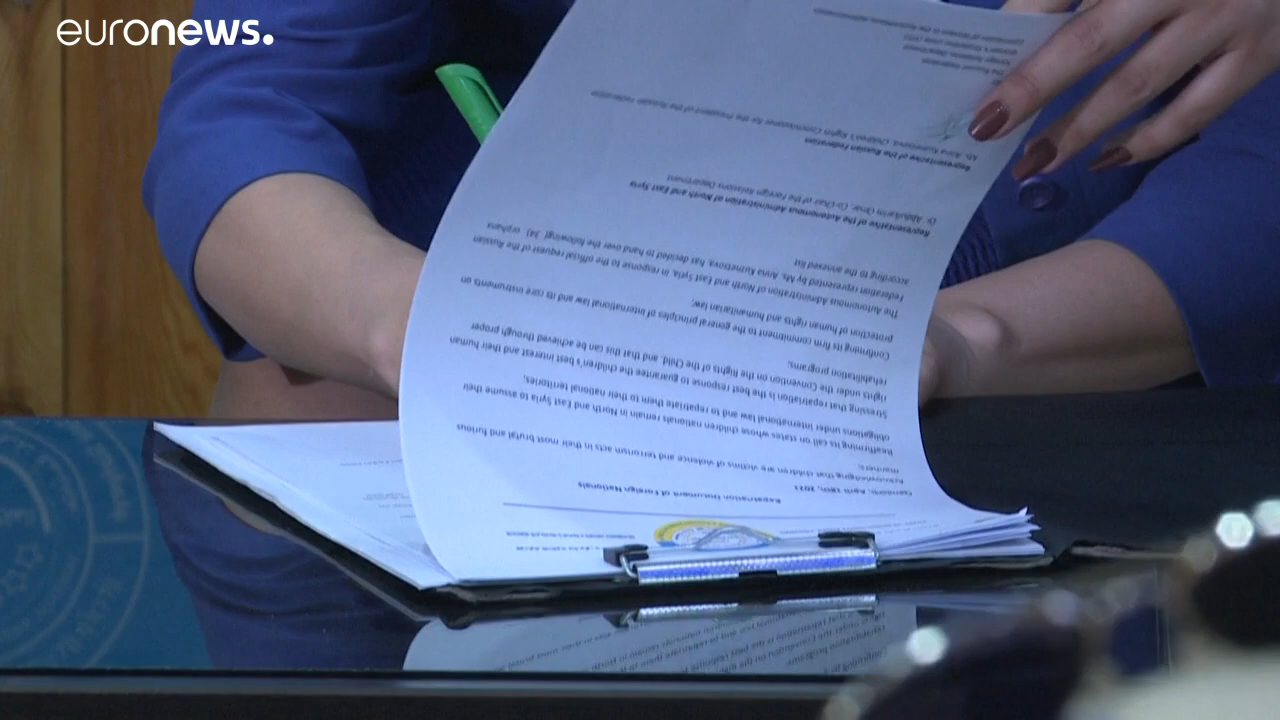 euronews.
Repatriation Document of Foreign Nationals
Qamishlo, April 18th, 2021
Acknowledging that children are victims of violence and terrorism acts in their most brutal and furious
manners;
Reaffirming its call on states whose children nationals remain in North and East Syria to assume their
obligations under international law and to repatriate them to their national territories;
Stressing that repatriation is the best response to guarantee the children's best interest and their human
rights under the Convention on the Rights of the Child, and that this can be achieved through proper
rehabilitation programs;
Confirming its firm commitment to the general principles of international law and its core instruments on
protection of human rights and humanitarian law;
The Autonomous Administration of North and East Syria, in response to the official request of the Russian
Federation represented by Ms. Anna Kuznetsova, has decided to hand over the following( 34) orphans
according to the annexed list
Representative of the Autonomous Administration of North and East Syria
Dr. Abdulkarim Omar, Co-Chair of the Foreign Relations Department
Representative of the Russian Federation
Ms. Anna Kuznetsova, Children's Rights Commissioner for the President of the Russian Federation